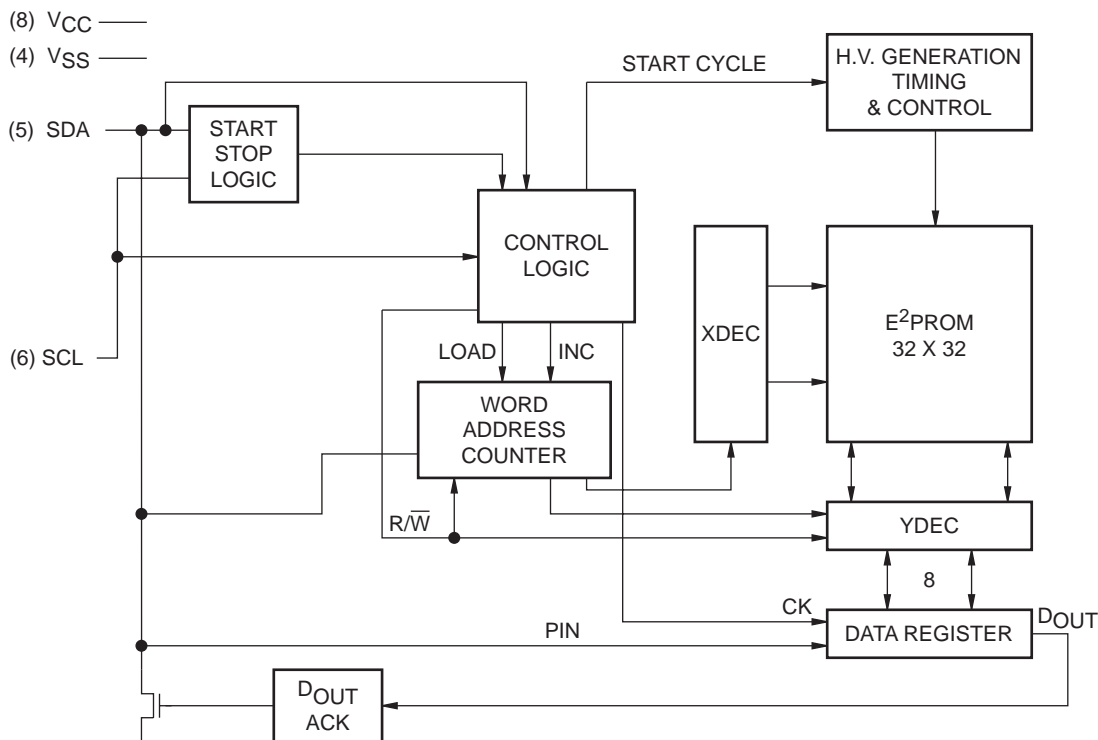 (8) VCC
(4) VSS
(5) SDA
(6) SCL
START
STOP
LOGIC
START CYCLE
H.V. GENERATION
TIMING
& CONTROL
CONTROL
LOGIC
LOAD
INC
WORD
ADDRESS
COUNTER
XDEC
E²PROM
32 X 32
R/W̅
YDEC
8
CK
PIN
DATA REGISTER
DOUT
DOUT
ACK